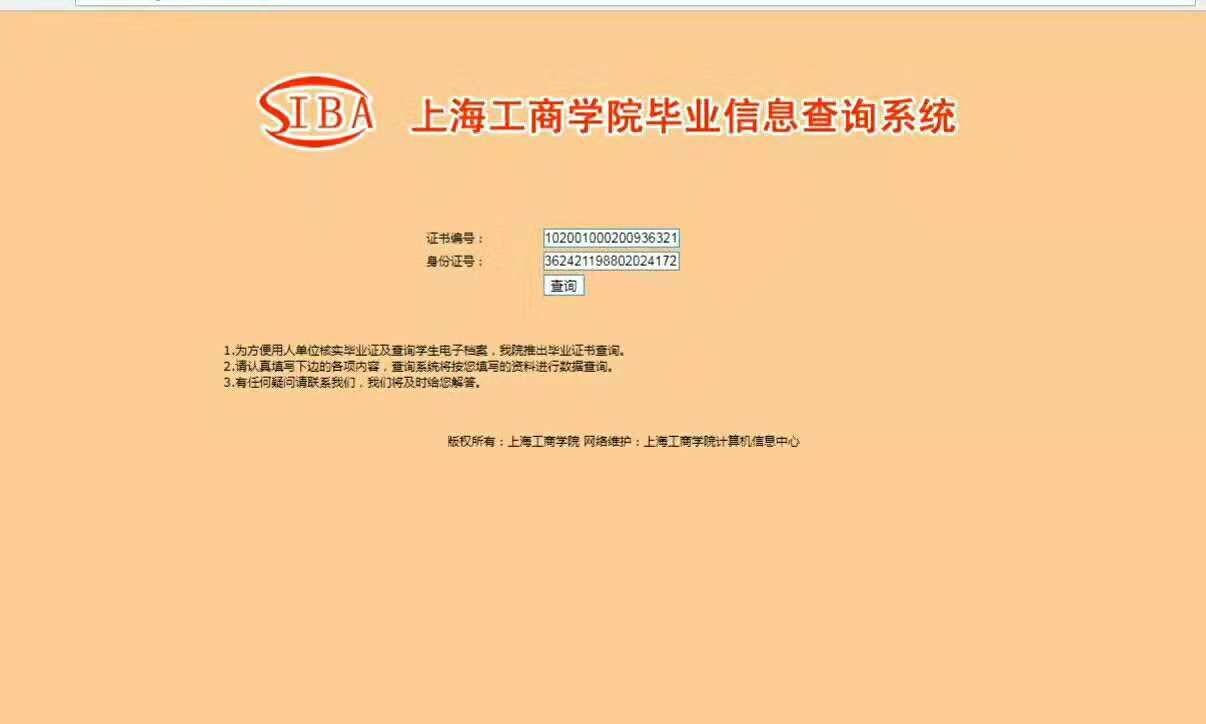 SIBA 上海工商学院毕业信息查询系统
证书编号： 102001000200936321
身份证号： 362421198802024172
查询
1.为方便用人单位核实毕业证及查询学生电子档案，我院推出毕业证书查询。
2.请认真填写下边的各项内容，查询系统将按您填写的资料进行数据查询。
3.有任何疑问请联系我们，我们将及时给您解答。
版权所有：上海工商学院 网络维护：上海工商学院计算机信息中心